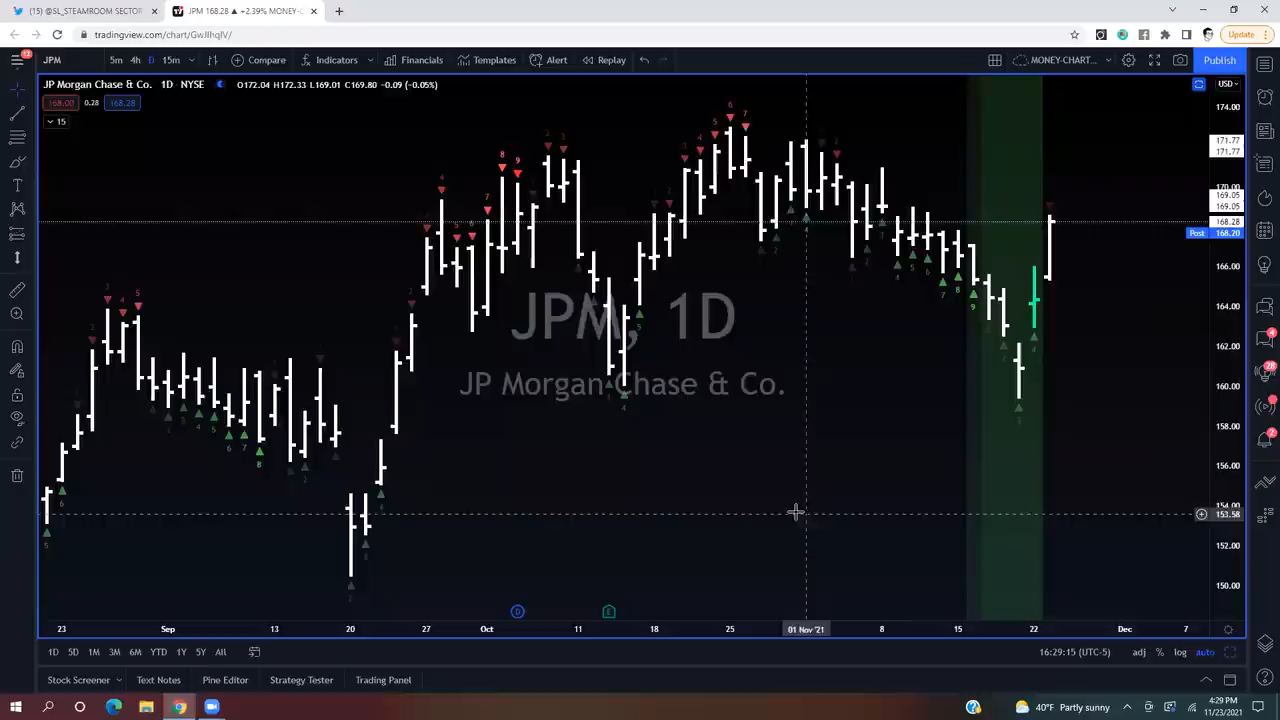 (15) @SL_STEAMROOM SECTOR
JPM 168.28 ▲ +2.39% MONEY-C
tradingview.com/chart/GwJIhqIV/
Update
12
JPM
5m 4h D 15m
Compare
Indicators
Financials
Templates
Alert
Replay
MONEY-CHART...
Publish
JP Morgan Chase & Co. 1D NYSE
O172.04 H172.33 L169.01 C169.80 -0.09 (-0.05%)
USD
168.00 0.28 168.28
15
JPM, 1D
JP Morgan Chase & Co.
174.00
171.77
171.77
170.00
169.05
169.05
168.28
Post 168.20
166.00
164.00
162.00
160.00
158.00
156.00
154.00
153.58
152.00
150.00
D E
23 Sep 13 20 27 Oct 11 18 25 01 Nov '21 8 15 22 Dec 7
1D 5D 1M 3M 6M YTD 1Y 5Y All
16:29:15 (UTC-5)
adj % log auto
Stock Screener
Text Notes
Pine Editor
Strategy Tester
Trading Panel
4
28
2
40°F Partly sunny
4:29 PM
11/23/2021